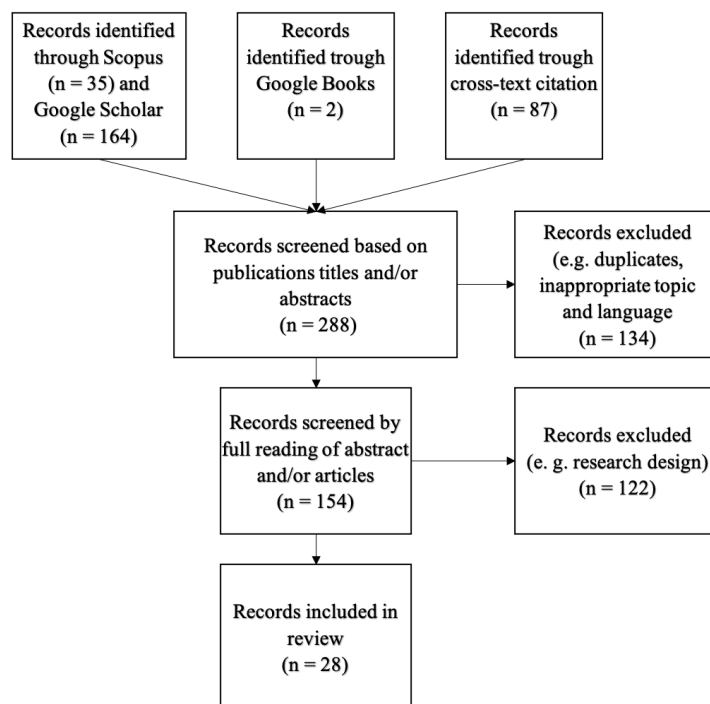 Records identified
through Scopus
(n = 35) and
Google Scholar
(n = 164)
Records
identified trough
Google Books
(n = 2)
Records
identified trough
cross-text citation
(n = 87)
Records screened based on
publications titles and/or
abstracts
(n = 288)
Records excluded
(e.g. duplicates,
inappropriate topic
and language
(n = 134)
Records screened by
full reading of abstract
and/or articles
(n = 154)
Records excluded
(e. g. research design)
(n = 122)
Records included in
review
(n = 28)